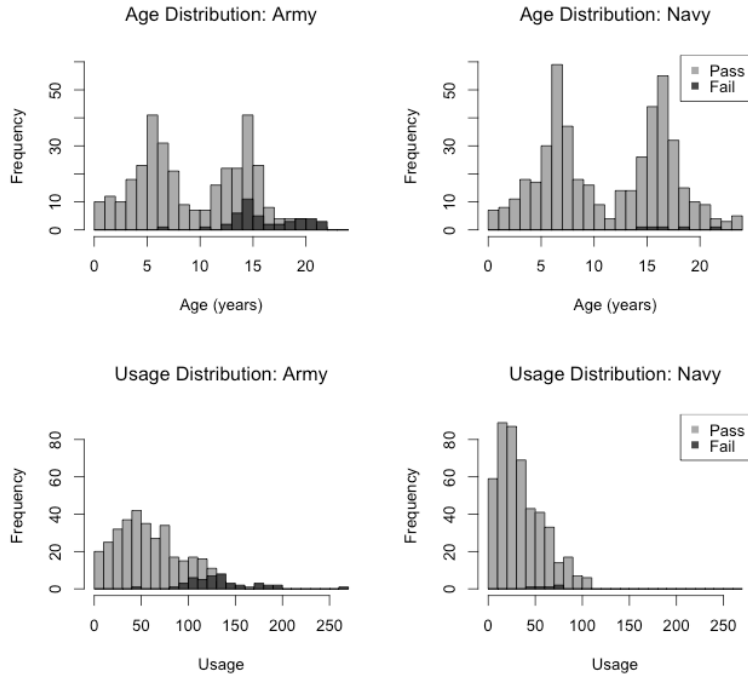 Age Distribution: Army
Frequency
50
30
10
0
0 5 10 15 20
Age (years)
Age Distribution: Navy
Pass
Fail
Frequency
50
30
10
0
0 5 10 15 20
Age (years)
Usage Distribution: Army
Frequency
80
60
40
20
0
0 50 100 150 200 250
Usage
Usage Distribution: Navy
Pass
Fail
Frequency
80
60
40
20
0
0 50 100 150 200 250
Usage